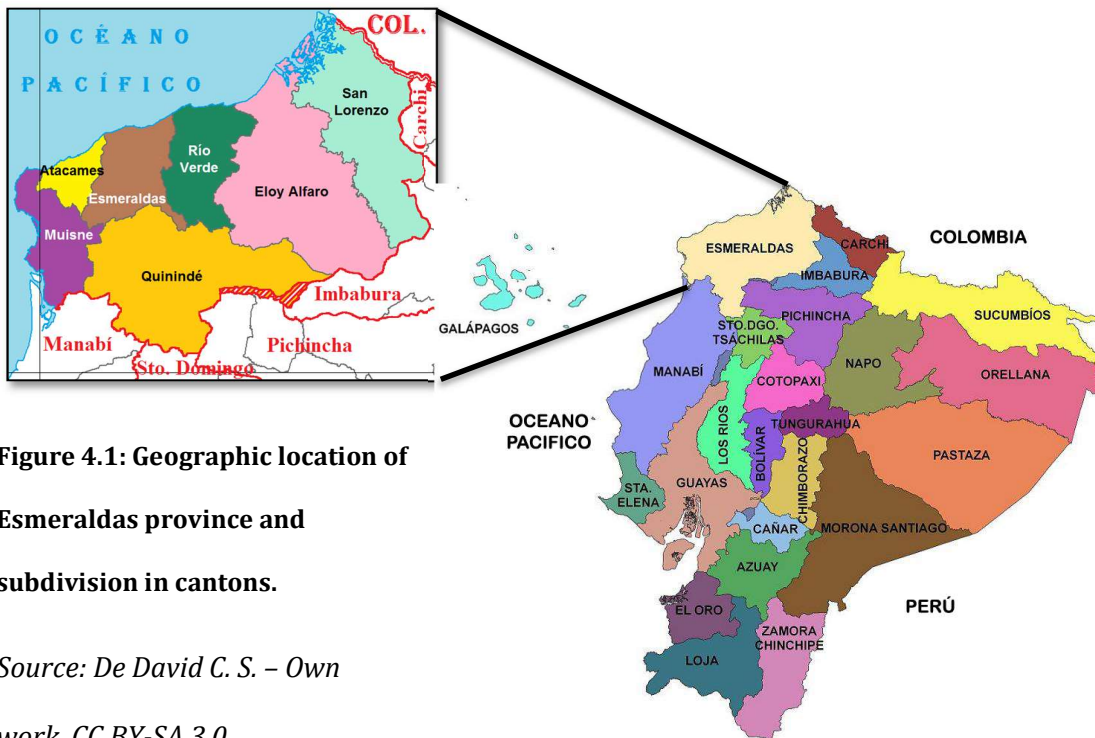 OCÉANO
PACÍFICO
COL.
San
Lorenzo
Carchi
Río
Verde
Atacames
Esmeraldas
Eloy Alfaro
Muisne
Quinindé
Imbabura
Manabí
Pichincha
Sto. Domingo
GALÁPAGOS
ESMERALDAS
CARCHI
COLOMBIA
IMBABURA
SUCUMBÍOS
PICHINCHA
STO.DGO.
TSÁCHILAS
NAPO
MANABÍ
ORELLANA
COTOPAXI
OCEANO
PACIFICO
LOS RIOS
BOLÍVAR
TUNGURAHUA
PASTAZA
CHIMBORAZO
STA.
ELENA
GUAYAS
MORONA SANTIAGO
CAÑAR
AZUAY
PERÚ
EL ORO
ZAMORA
CHINCHIPE
LOJA
Figure 4.1: Geographic location of
Esmeraldas province and
subdivision in cantons.
Source: De David C. S. – Own
work, CC BY-SA 3.0